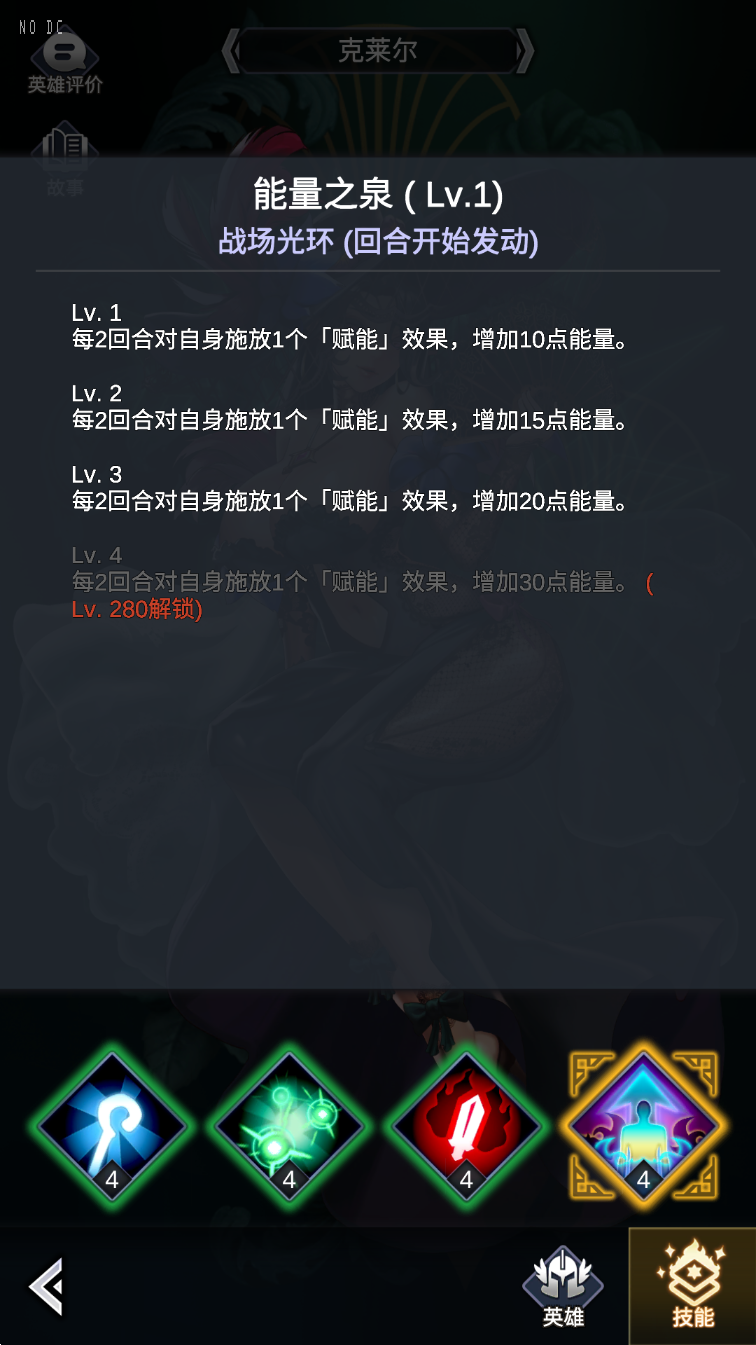 NO DC
克莱尔
英雄评价
故事
能量之泉 ( Lv.1)
战场光环 (回合开始发动)
Lv. 1
每2回合对自身施放1个「赋能」效果，增加10点能量。
Lv. 2
每2回合对自身施放1个「赋能」效果，增加15点能量。
Lv. 3
每2回合对自身施放1个「赋能」效果，增加20点能量。
Lv. 4
每2回合对自身施放1个「赋能」效果，增加30点能量。 (
Lv. 280解锁)
4 4 4 4
英雄 技能